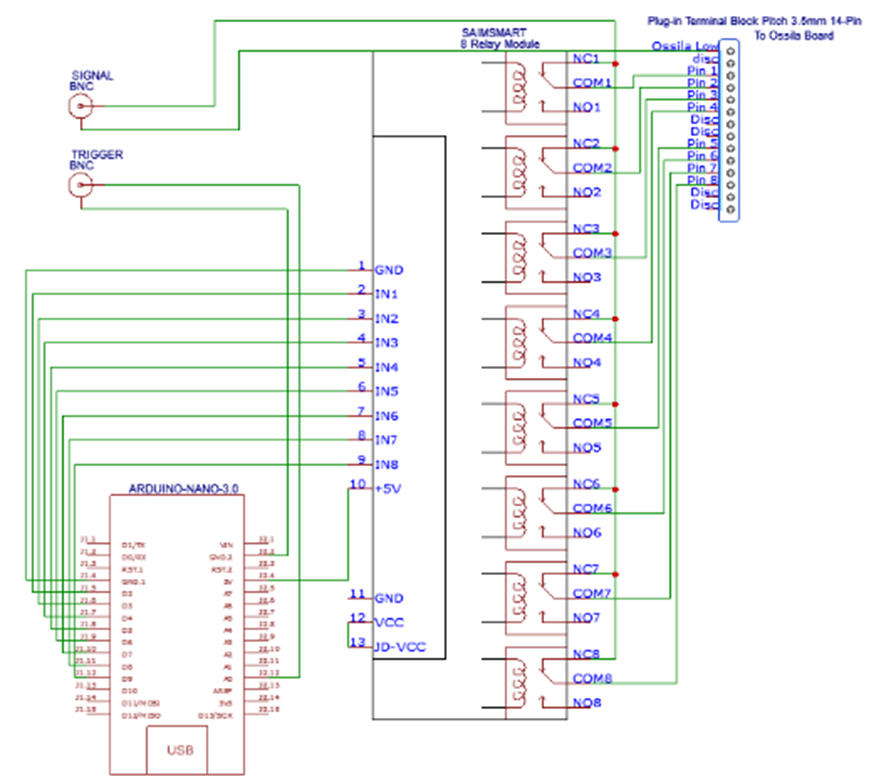 Plug-in Terminal Block Pitch 3.5mm 14-Pin
To Ossila Board
SAIMSMART
8 Relay Module
SIGNAL
BNC
TRIGGER
BNC
Ossila Low
disc
Pin 1
Pin 2
Pin 3
Pin 4
Disc
Disc
Pin 5
Pin 6
Pin 7
Pin 8
Disc
Disc
NC1
COM1
NO1
NC2
COM2
NO2
NC3
COM3
NO3
NC4
COM4
NO4
NC5
COM5
NO5
NC6
COM6
NO6
NC7
COM7
NO7
NC8
COM8
NO8
1 GND
2 IN1
3 IN2
4 IN3
5 IN4
6 IN5
7 IN6
8 IN7
9 IN8
10 +5V
11 GND
12 VCC
13 JD-VCC
ARDUINO-NANO-3.0
D1/TX
D0/RX
RST.1
GND.1
D2
D3
D4
D5
D6
D7
D8
D9
D10
D11/MOSI
D12/MISO
VIN
GND.2
RST.2
5V
A7
A6
A5
A4
A3
A2
A1
A0
AREF
3V3
D13/SCK
USB